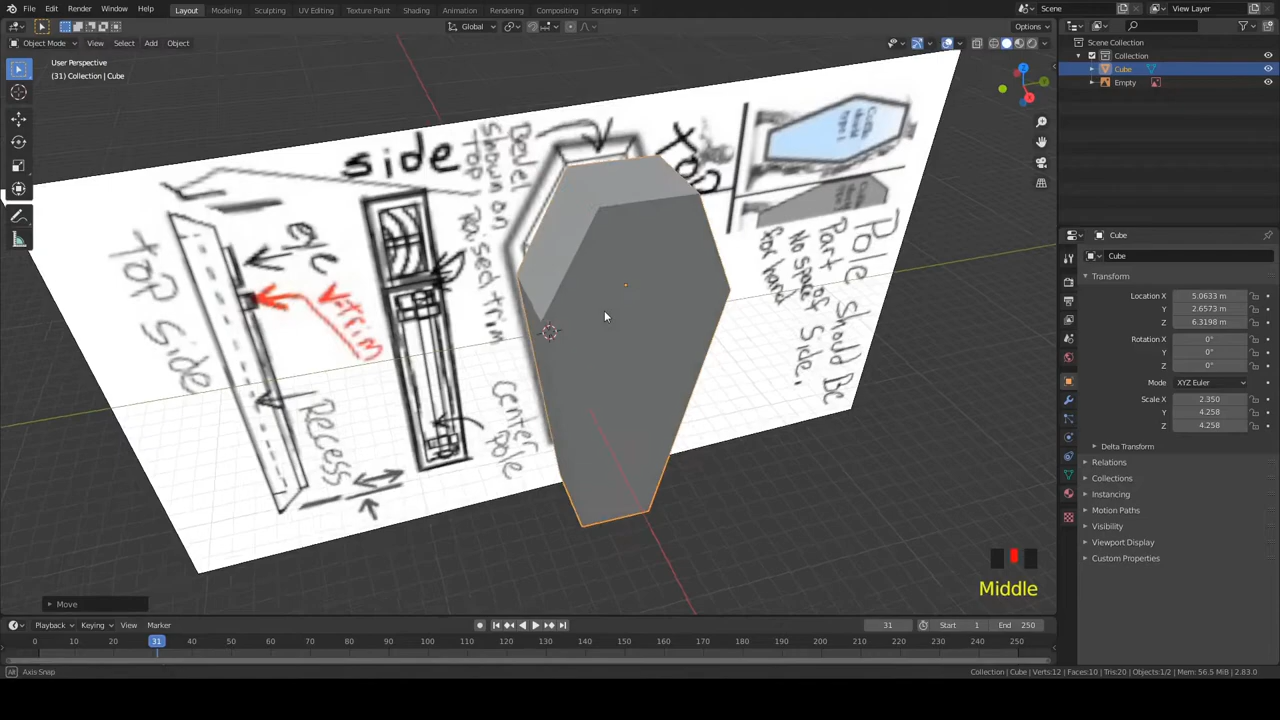 File Edit Render Window Help
Layout Modeling Sculpting UV Editing Texture Paint Shading Animation Rendering Compositing Scripting +
Scene
View Layer
Object Mode View Select Add Object
Global
Options
User Perspective
(31) Collection | Cube
Scene Collection
Collection
Cube
Empty
Cube
Cube
Transform
Location X 5.0633 m
Y 2.6573 m
Z 6.3198 m
Rotation X 0°
Y 0°
Z 0°
Mode XYZ Euler
Scale X 2.350
Y 4.258
Z 4.258
Delta Transform
Relations
Collections
Instancing
Motion Paths
Visibility
Viewport Display
Custom Properties
side
Bevel
shown on
top
Raised trim
Top
eye
V-trim
Top Side
Recess
center
pole
Pole Should Be
Part of Side.
No space
for hand
Middle
Move
Playback Keying View Marker
31
Start 1
End 250
0 10 20 31 40 50 60 70 80 90 100 110 120 130 140 150 160 170 180 190 200 210 220 230 240 250
Alt Axis Snap
Collection | Cube | Verts:12 | Faces:10 | Tris:20 | Objects:1/2 | Mem: 56.5 MiB | 2.83.0